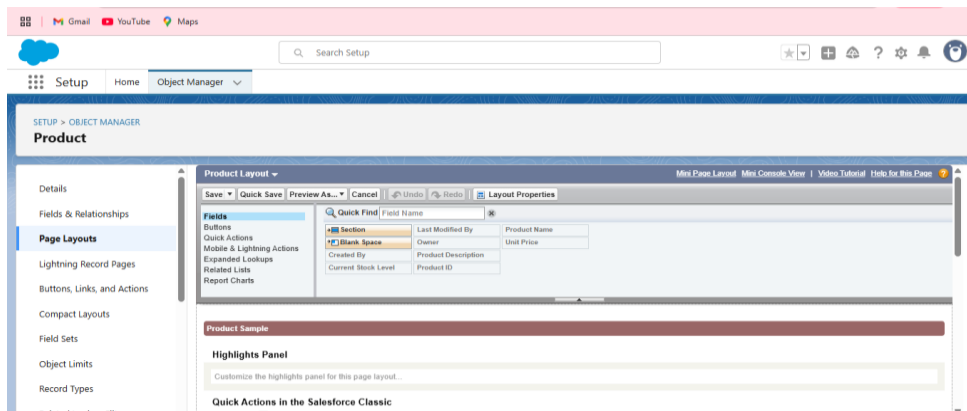 Gmail YouTube Maps
Search Setup
Setup Home Object Manager
SETUP > OBJECT MANAGER
Product
Details
Fields & Relationships
Page Layouts
Lightning Record Pages
Buttons, Links, and Actions
Compact Layouts
Field Sets
Object Limits
Record Types
Product Layout Mini Page Layout Mini Console View | Video Tutorial Help for this Page ?
Save Quick Save Preview As... Cancel Undo Redo Layout Properties
Fields
Buttons
Quick Actions
Mobile & Lightning Actions
Expanded Lookups
Related Lists
Report Charts
Quick Find Field Name
Section Last Modified By Product Name
Blank Space Owner Unit Price
Created By Product Description
Current Stock Level Product ID
Product Sample
Highlights Panel
Customize the highlights panel for this page layout...
Quick Actions in the Salesforce Classic